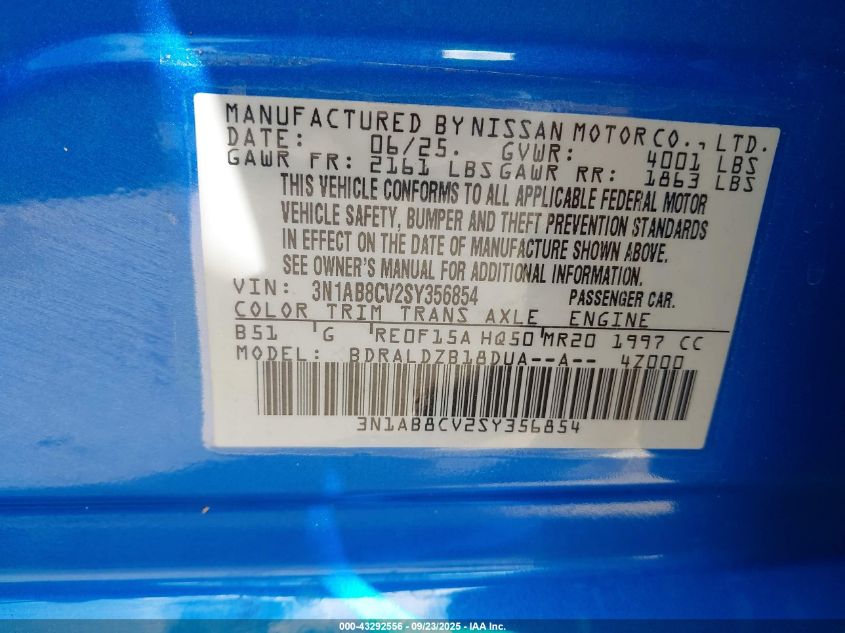 MANUFACTURED BY NISSAN MOTOR CO., LTD.
DATE: 06/25. GVWR: 4001 LBS
GAWR FR: 2161 LBS GAWR RR: 1863 LBS
THIS VEHICLE CONFORMS TO ALL APPLICABLE FEDERAL MOTOR
VEHICLE SAFETY, BUMPER AND THEFT PREVENTION STANDARDS
IN EFFECT ON THE DATE OF MANUFACTURE SHOWN ABOVE.
SEE OWNER'S MANUAL FOR ADDITIONAL INFORMATION.
VIN: 3N1AB8CV2SY356854 PASSENGER CAR.
COLOR TRIM TRANS AXLE ENGINE
B51 G RE0F15A HQ50 MR20 1997 CC
MODEL: BDRALDZB18DUA--A-- 4Z000
3N1AB8CV2SY356854
000-43292556 - 09/23/2025 - IAA Inc.